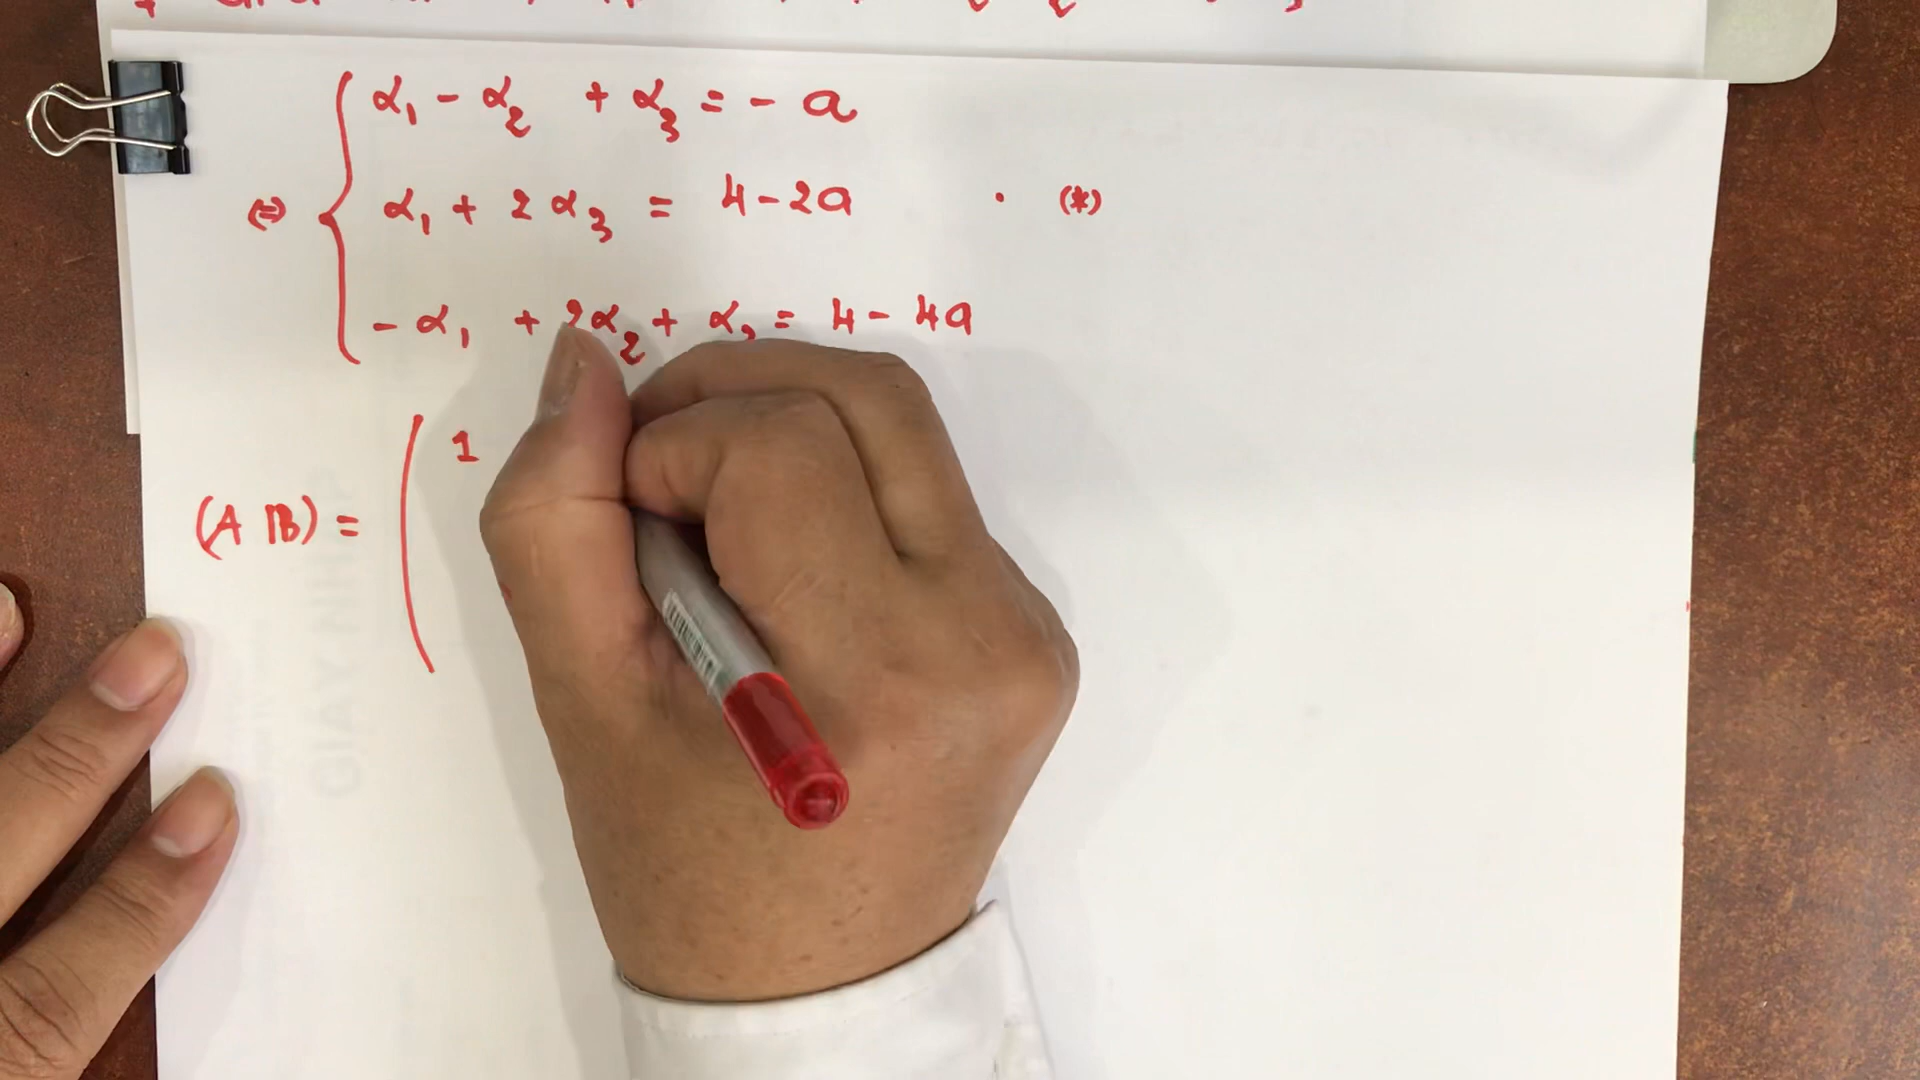 α₁ - α₂ + α₃ = - a
⇔ α₁ + 2α₃ = 4 - 2a . (*)
- α₁ + 2α₂ + α₃ = 4 - 4a
(A|B) = ( 1